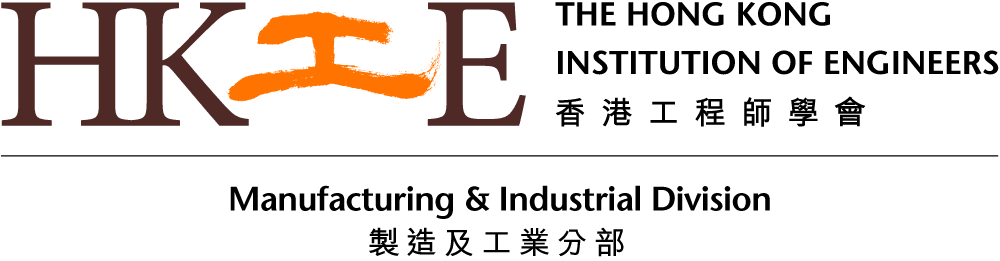 HK工E
THE HONG KONG
INSTITUTION OF ENGINEERS
香港工程師學會
Manufacturing & Industrial Division
製造及工業分部